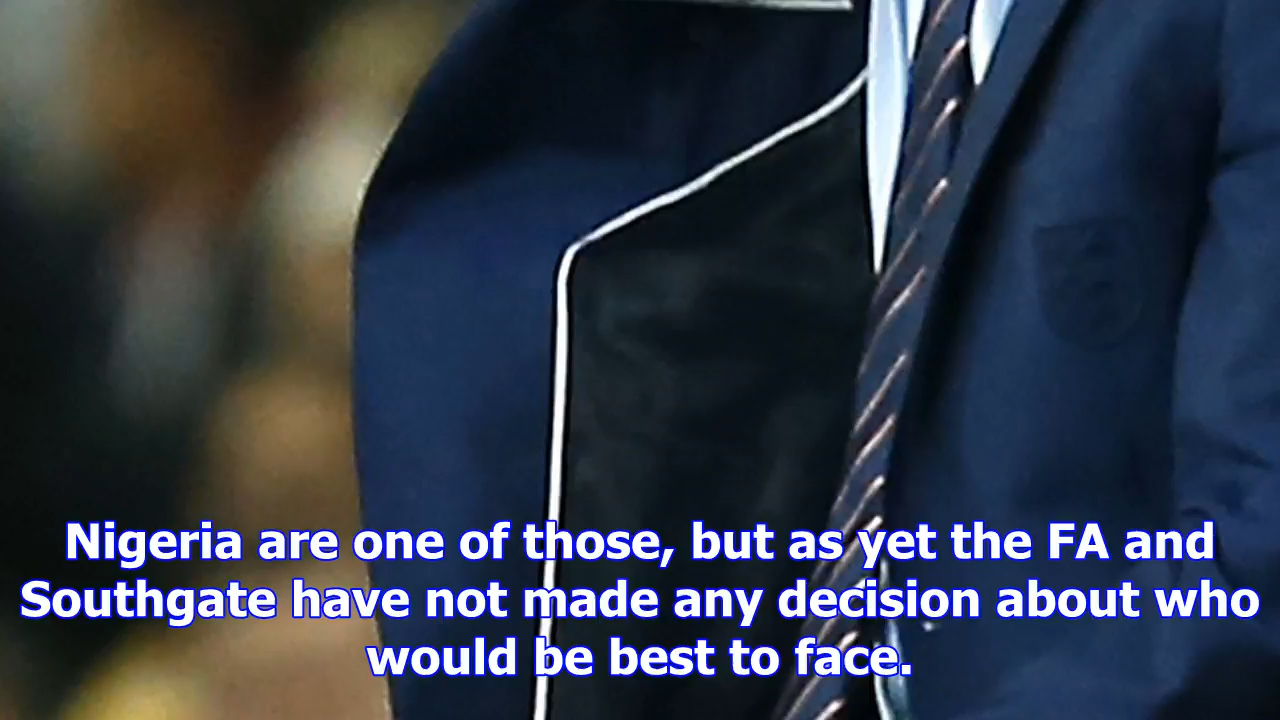 Nigeria are one of those, but as yet the FA and
Southgate have not made any decision about who
would be best to face.